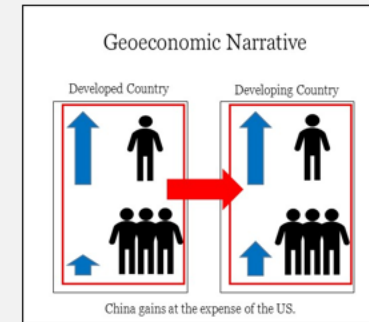 Geoeconomic Narrative
Developed Country
Developing Country
China gains at the expense of the US.